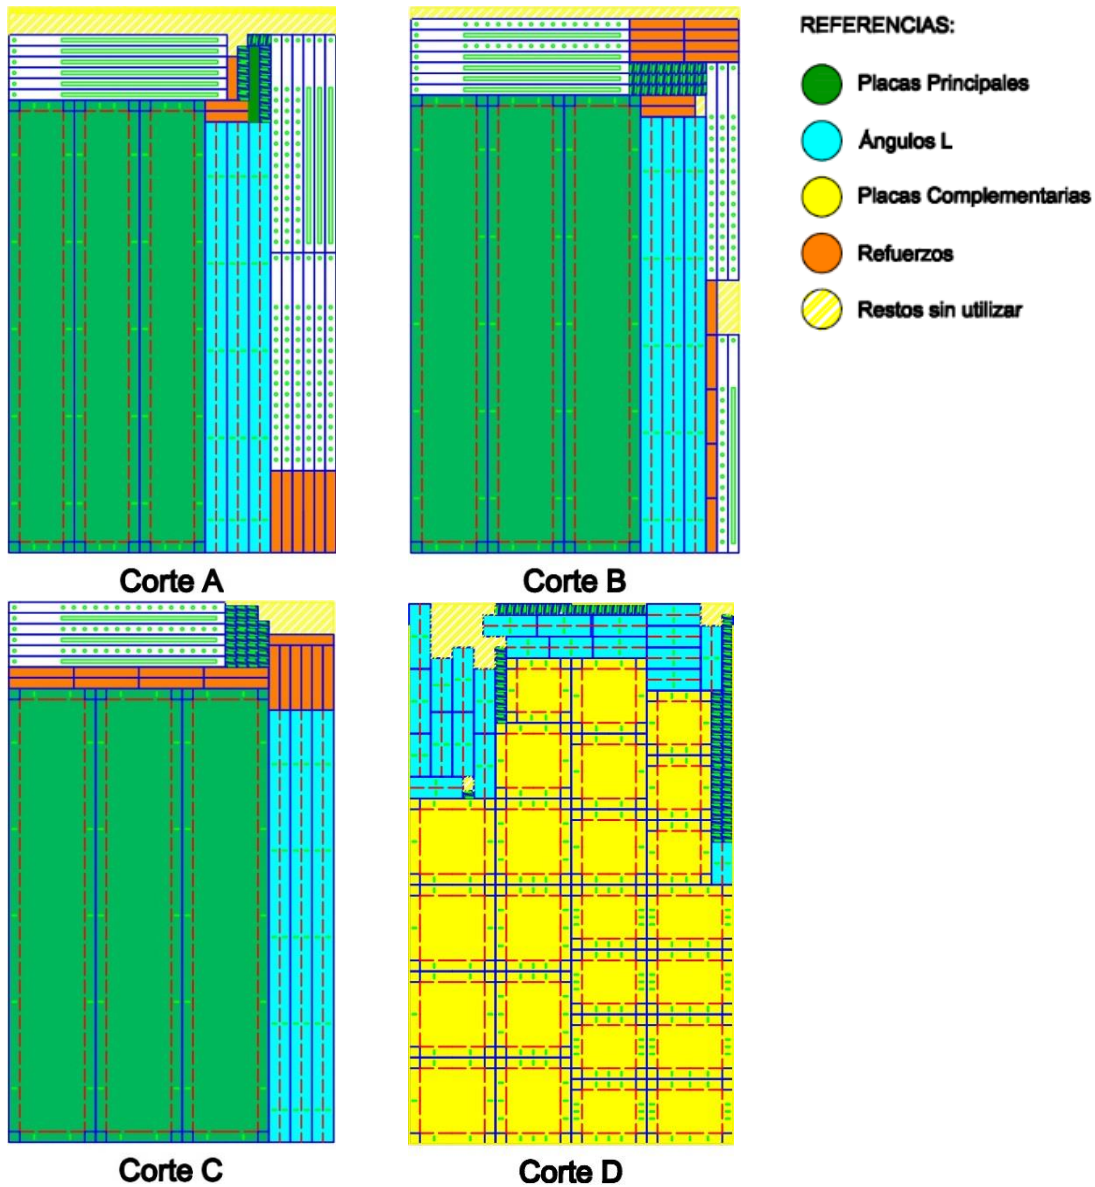 REFERENCIAS:
Placas Principales
Ángulos L
Placas Complementarias
Refuerzos
Restos sin utilizar
Corte A
Corte B
Corte C
Corte D